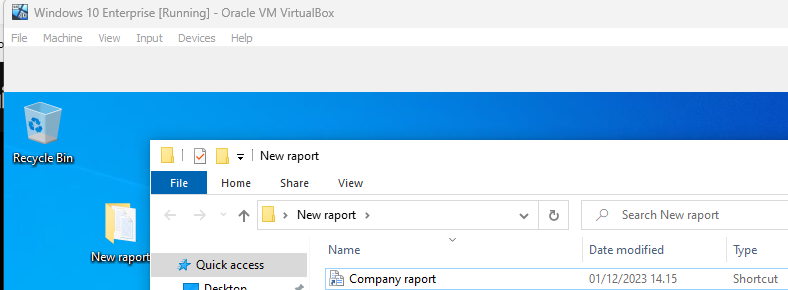 Windows 10 Enterprise [Running] - Oracle VM VirtualBox
File Machine View Input Devices Help
Recycle Bin
New raport
New raport
File Home Share View
New raport
Search New raport
Name Date modified Type
Quick access
Company raport 01/12/2023 14.15 Shortcut
Desktop